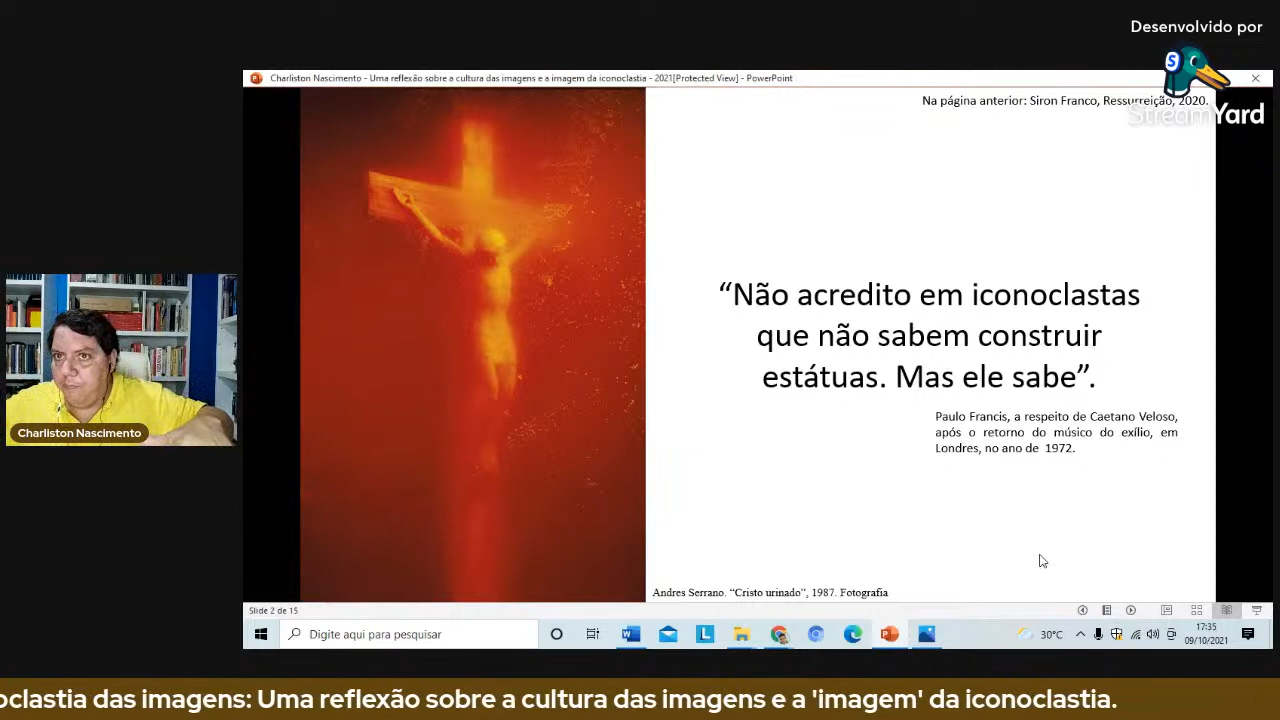 Desenvolvido por
S
StreamYard
Charliston Nascimento - Uma reflexão sobre a cultura das imagens e a imagem da iconoclastia - 2021[Protected View] - PowerPoint
Na página anterior: Siron Franco, Ressurreição, 2020.
“Não acredito em iconoclastas
que não sabem construir
estátuas. Mas ele sabe”.
Paulo Francis, a respeito de Caetano Veloso,
após o retorno do músico do exílio, em
Londres, no ano de 1972.
Charliston Nascimento
Andres Serrano. “Cristo urinado”, 1987. Fotografia
Slide 2 de 15
Digite aqui para pesquisar
30°C
17:35
09/10/2021
oclastia das imagens: Uma reflexão sobre a cultura das imagens e a 'imagem' da iconoclastia.